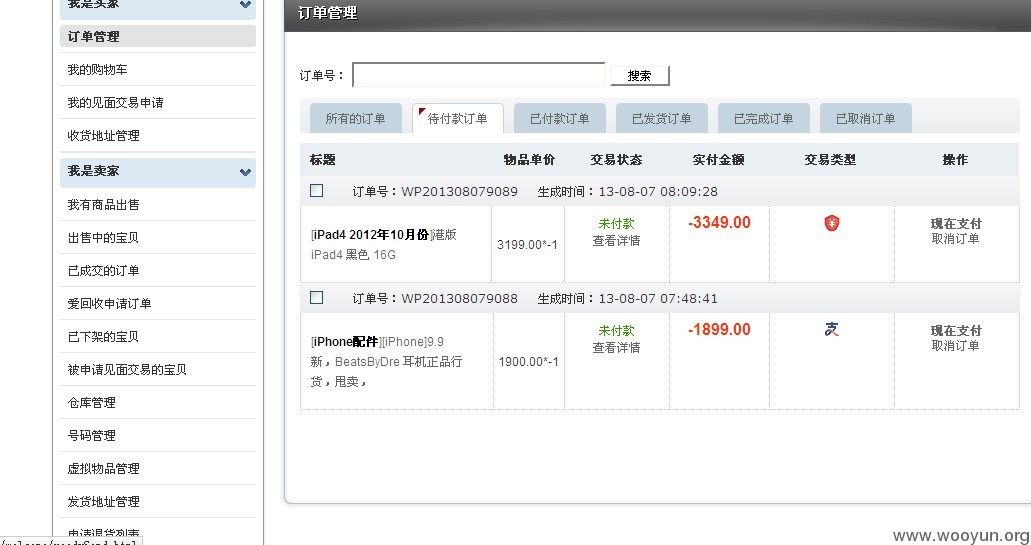 我是买家
订单管理
我的购物车
我的见面交易申请
收货地址管理
我是卖家
我有商品出售
出售中的宝贝
已成交的订单
爱回收申请订单
已下架的宝贝
被申请见面交易的宝贝
仓库管理
号码管理
虚拟物品管理
发货地址管理
申请退货列表
订单管理
订单号： 搜索
所有的订单 待付款订单 已付款订单 已发货订单 已完成订单 已取消订单
标题 物品单价 交易状态 实付金额 交易类型 操作
订单号：WP201308079089 生成时间：13-08-07 08:09:28
[iPad4 2012年10月份]港版 3199.00*-1 未付款 -3349.00 现在支付
iPad4 黑色 16G 查看详情 取消订单
订单号：WP201308079088 生成时间：13-08-07 07:48:41
[iPhone配件][iPhone]9.9 1900.00*-1 未付款 -1899.00 支 现在支付
新，BeatsByDre 耳机正品行 查看详情 取消订单
货，甩卖，
www.wooyun.org